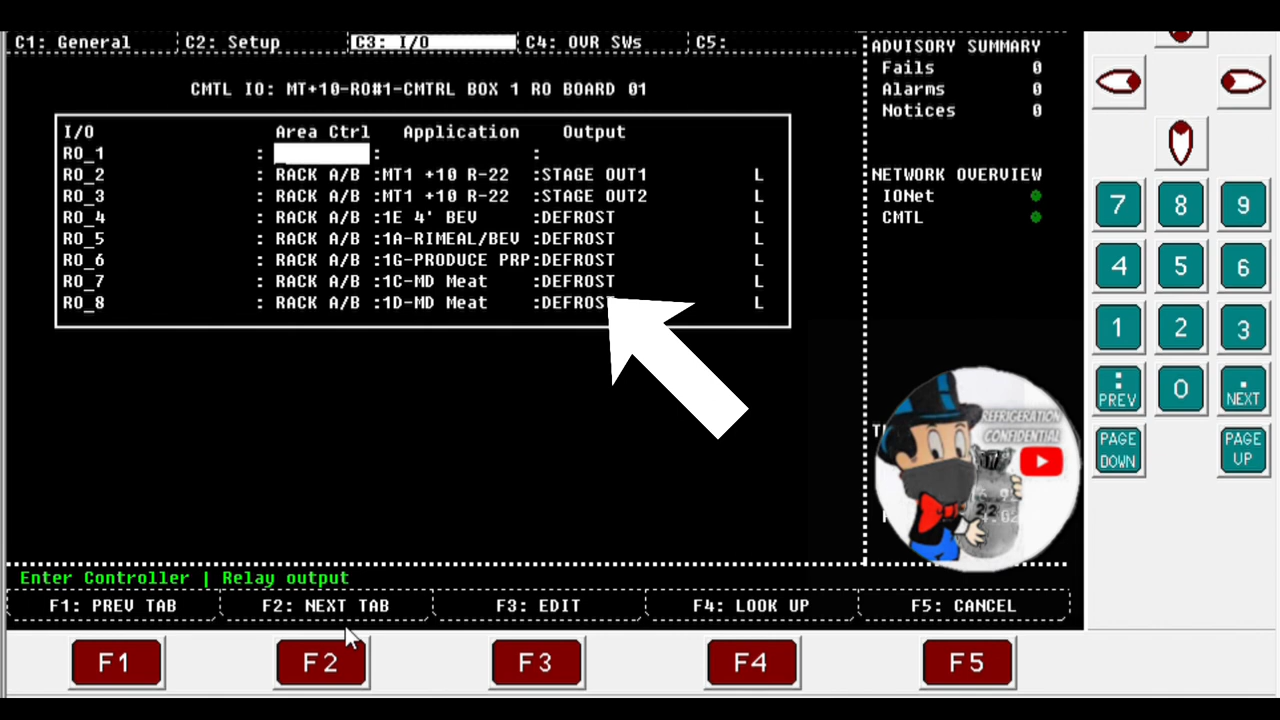 C1: General C2: Setup C3: I/O C4: OVR SWs C5:
CMTL IO: MT+10-RO#1-CMTRL BOX 1 RO BOARD 01
I/O Area Ctrl Application Output
RO_1 : : :
RO_2 : RACK A/B :MT1 +10 R-22 :STAGE OUT1 L
RO_3 : RACK A/B :MT1 +10 R-22 :STAGE OUT2 L
RO_4 : RACK A/B :1E 4' BEV :DEFROST L
RO_5 : RACK A/B :1A-RIMEAL/BEV :DEFROST L
RO_6 : RACK A/B :1G-PRODUCE PRP:DEFROST L
RO_7 : RACK A/B :1C-MD Meat :DEFROST L
RO_8 : RACK A/B :1D-MD Meat :DEFROST L
ADVISORY SUMMARY
Fails 0
Alarms 0
Notices 0
NETWORK OVERVIEW
IONet
CMTL
REFRIGERATION
CONFIDENTIAL
22
Enter Controller | Relay output
F1: PREV TAB F2: NEXT TAB F3: EDIT F4: LOOK UP F5: CANCEL
F1 F2 F3 F4 F5
7 8 9
4 5 6
1 2 3
: PREV 0 . NEXT
PAGE DOWN PAGE UP